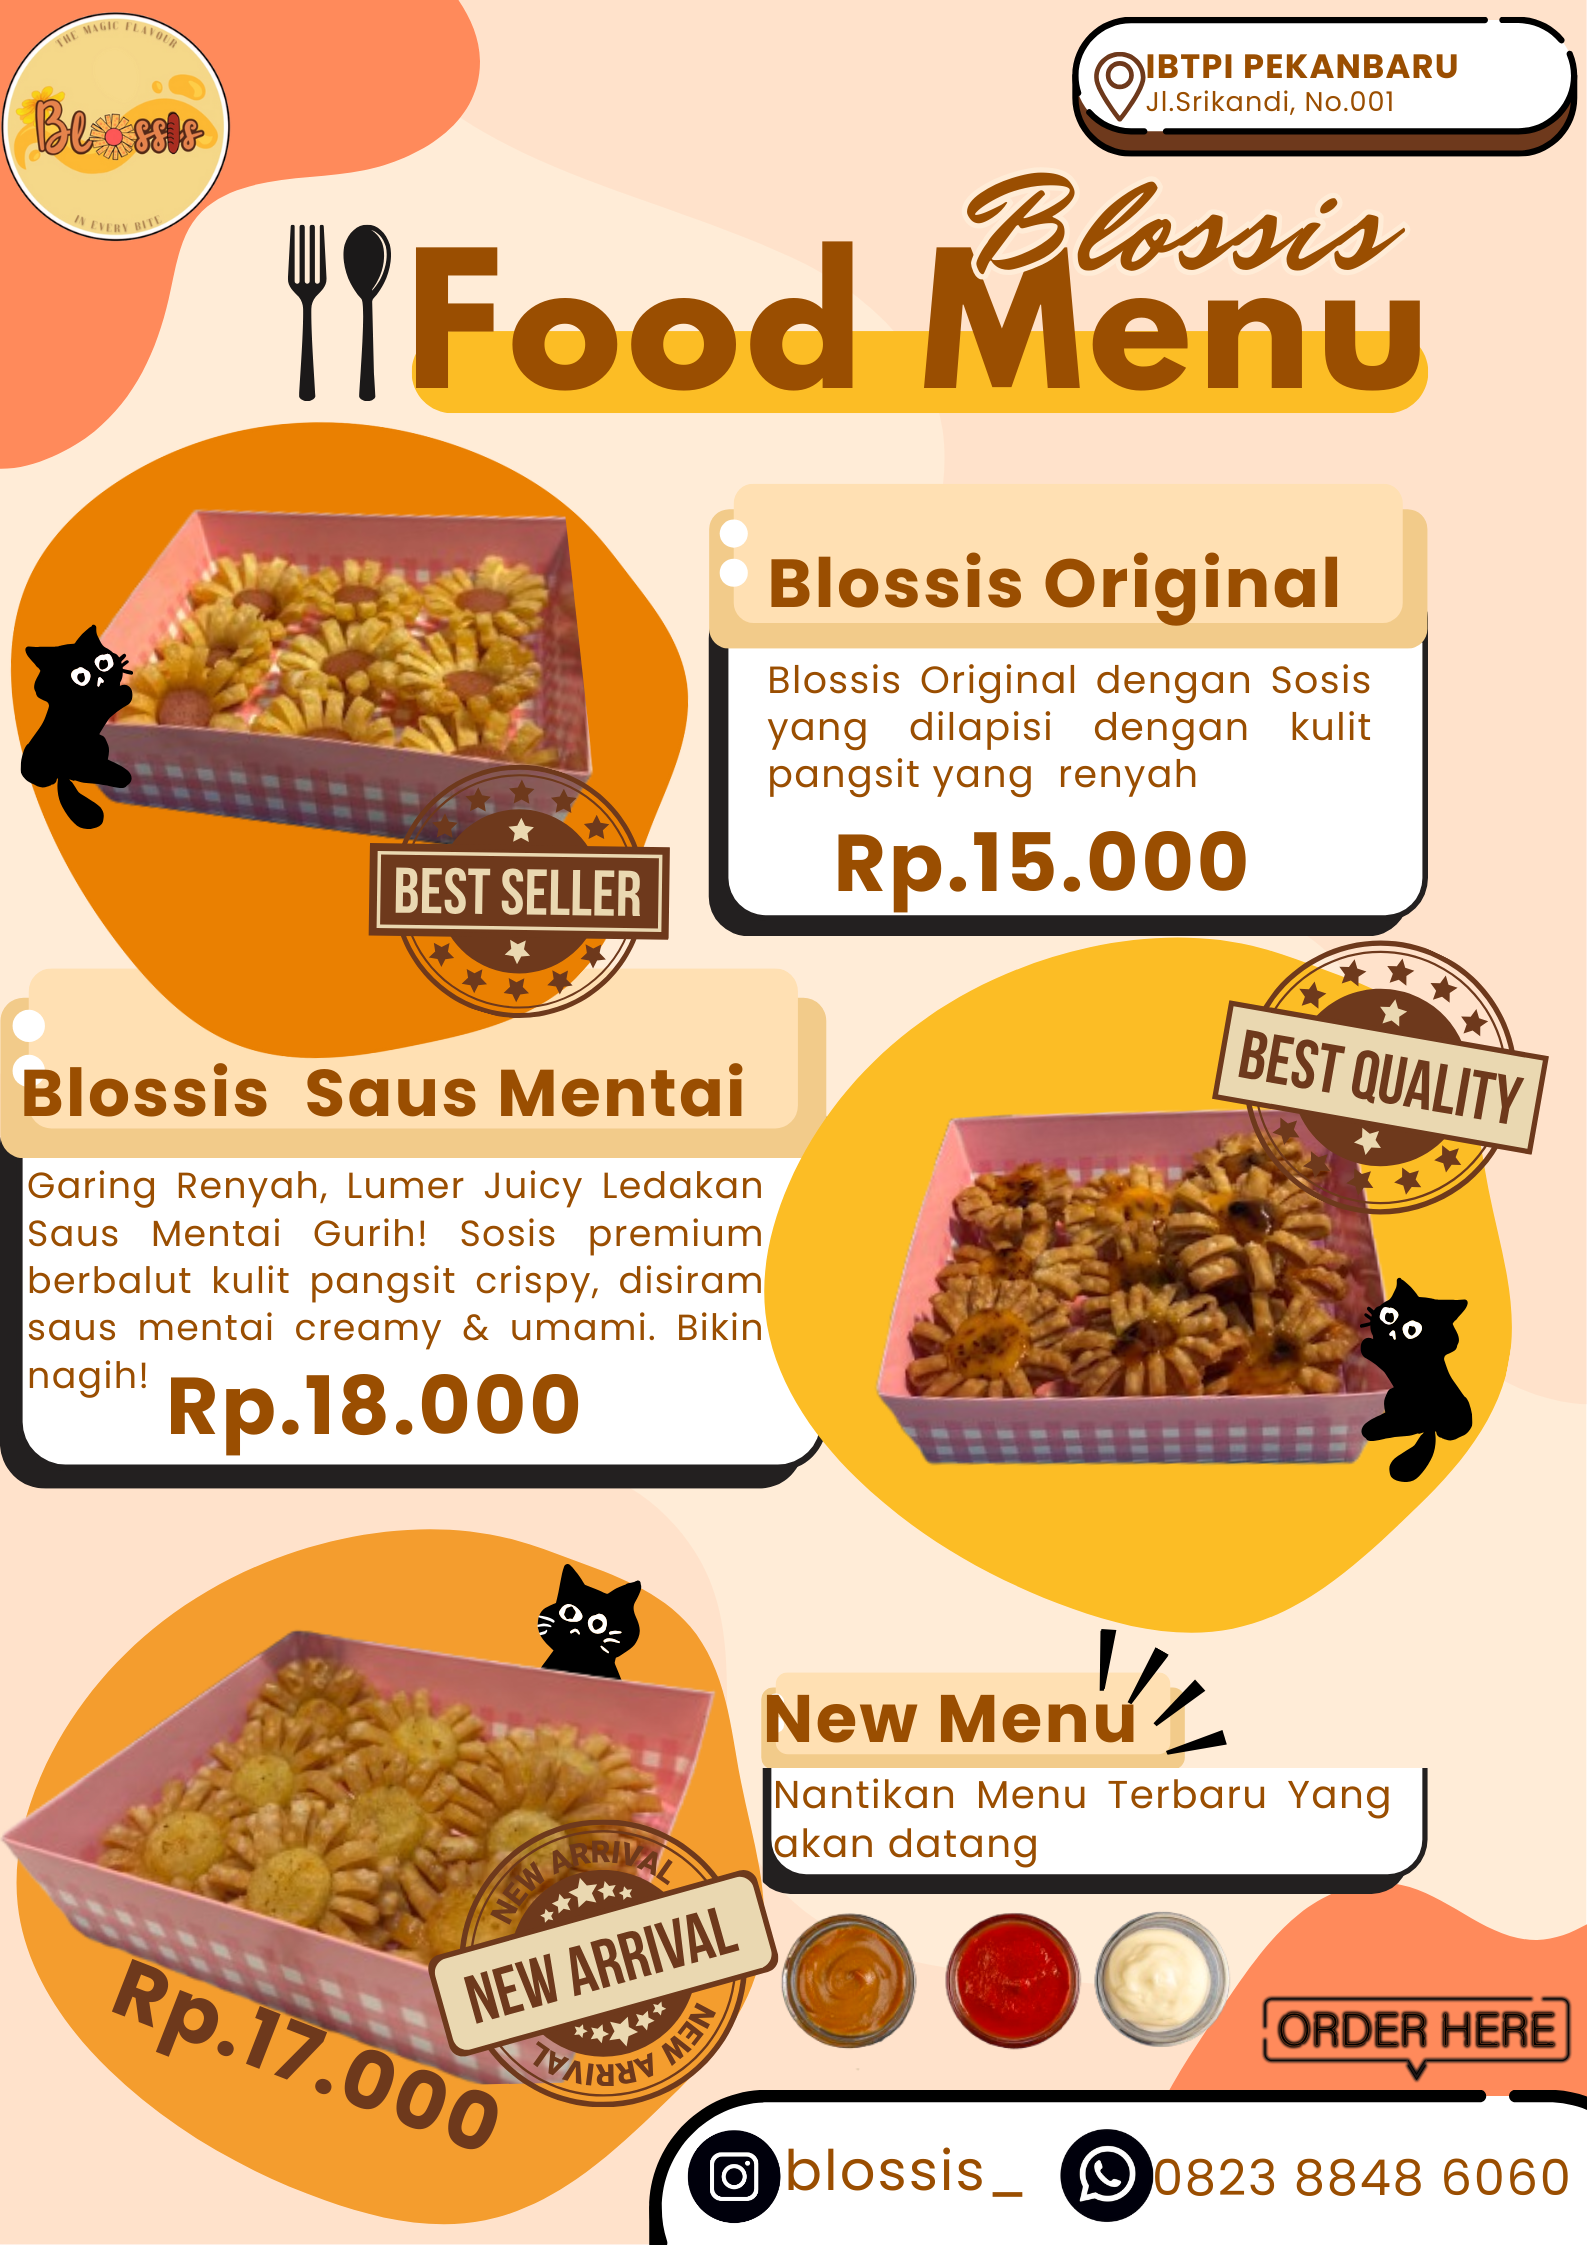 THE MAGIC FLAVOUR
Blossis
IN EVERY BITE
IBTPI PEKANBARU
Jl.Srikandi, No.001
Blossis
Food Menu
Blossis Original
Blossis Original dengan Sosis
yang dilapisi dengan kulit
pangsit yang renyah
Rp.15.000
BEST SELLER
BEST QUALITY
Blossis Saus Mentai
Garing Renyah, Lumer Juicy Ledakan
Saus Mentai Gurih! Sosis premium
berbalut kulit pangsit crispy, disiram
saus mentai creamy & umami. Bikin
nagih!
Rp.18.000
New Menu
Nantikan Menu Terbaru Yang
akan datang
NEW ARRIVAL
NEW ARRIVAL
NEW ARRIVAL
Rp.17.000
ORDER HERE
blossis_
0823 8848 6060